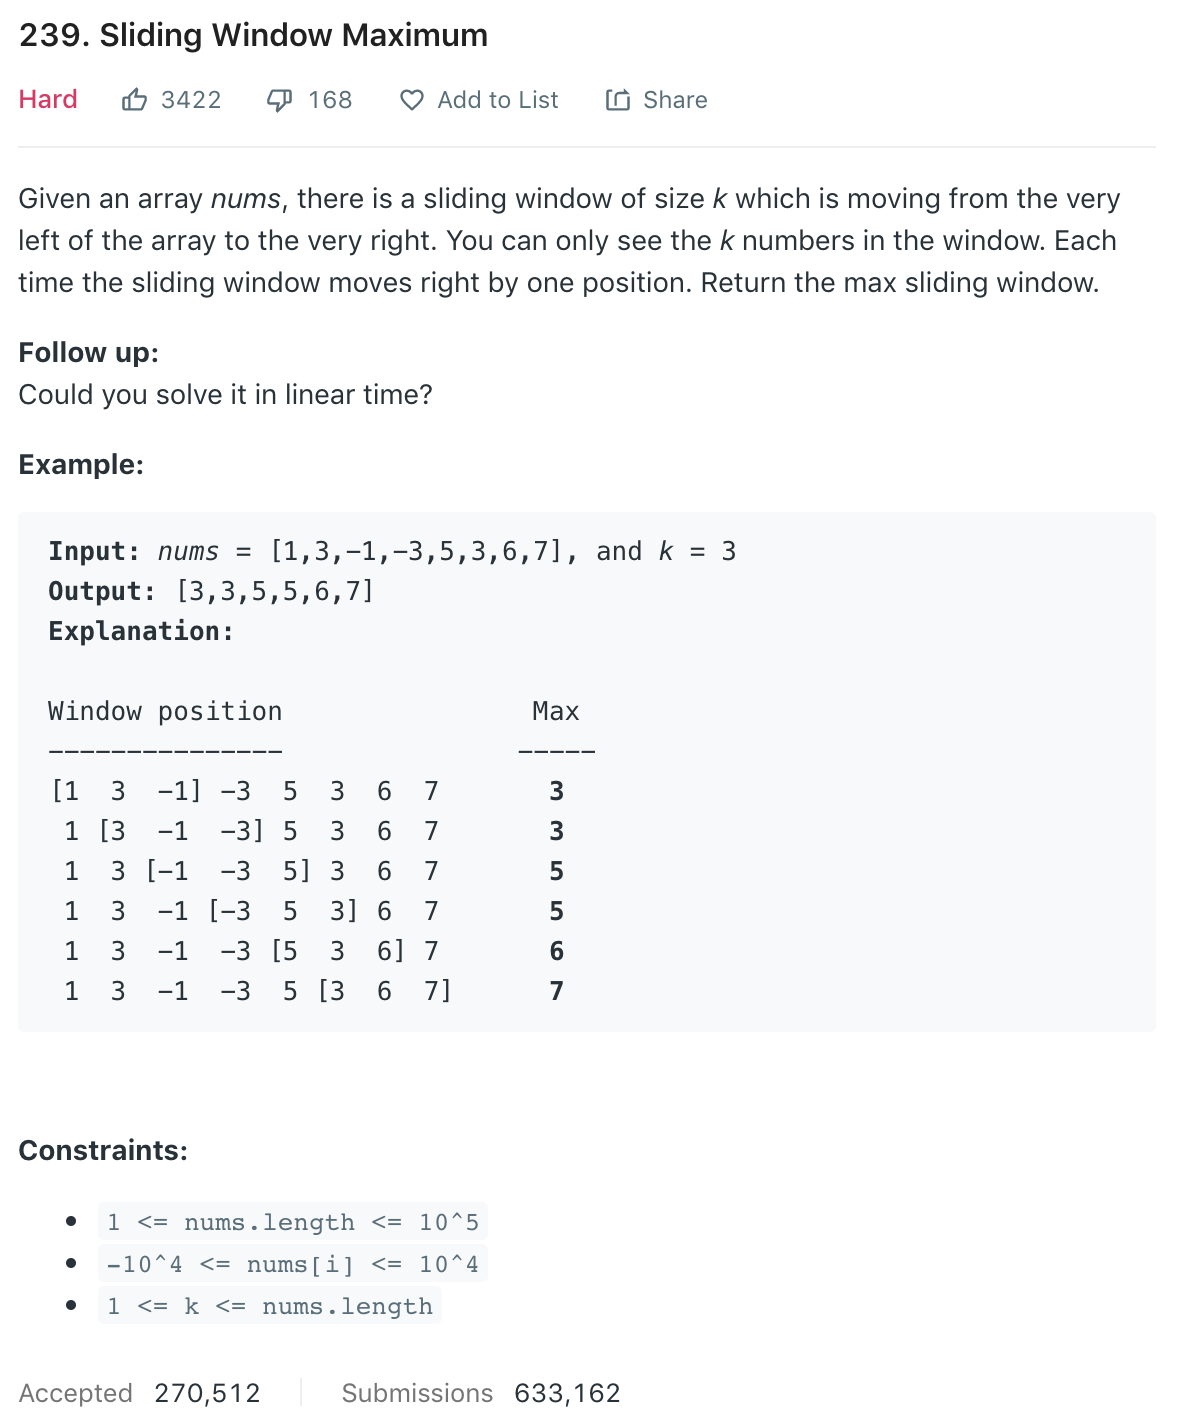 239. Sliding Window Maximum
Hard 3422 168 Add to List Share
Given an array nums, there is a sliding window of size k which is moving from the very
left of the array to the very right. You can only see the k numbers in the window. Each
time the sliding window moves right by one position. Return the max sliding window.
Follow up:
Could you solve it in linear time?
Example:
Input: nums = [1,3,-1,-3,5,3,6,7], and k = 3
Output: [3,3,5,5,6,7]
Explanation:
Window position                Max
---------------               -----
[1  3  -1] -3  5  3  6  7       3
 1 [3  -1  -3] 5  3  6  7       3
 1  3 [-1  -3  5] 3  6  7       5
 1  3  -1 [-3  5  3] 6  7       5
 1  3  -1  -3 [5  3  6] 7       6
 1  3  -1  -3  5 [3  6  7]      7
Constraints:
• 1 <= nums.length <= 10^5
• -10^4 <= nums[i] <= 10^4
• 1 <= k <= nums.length
Accepted 270,512 Submissions 633,162